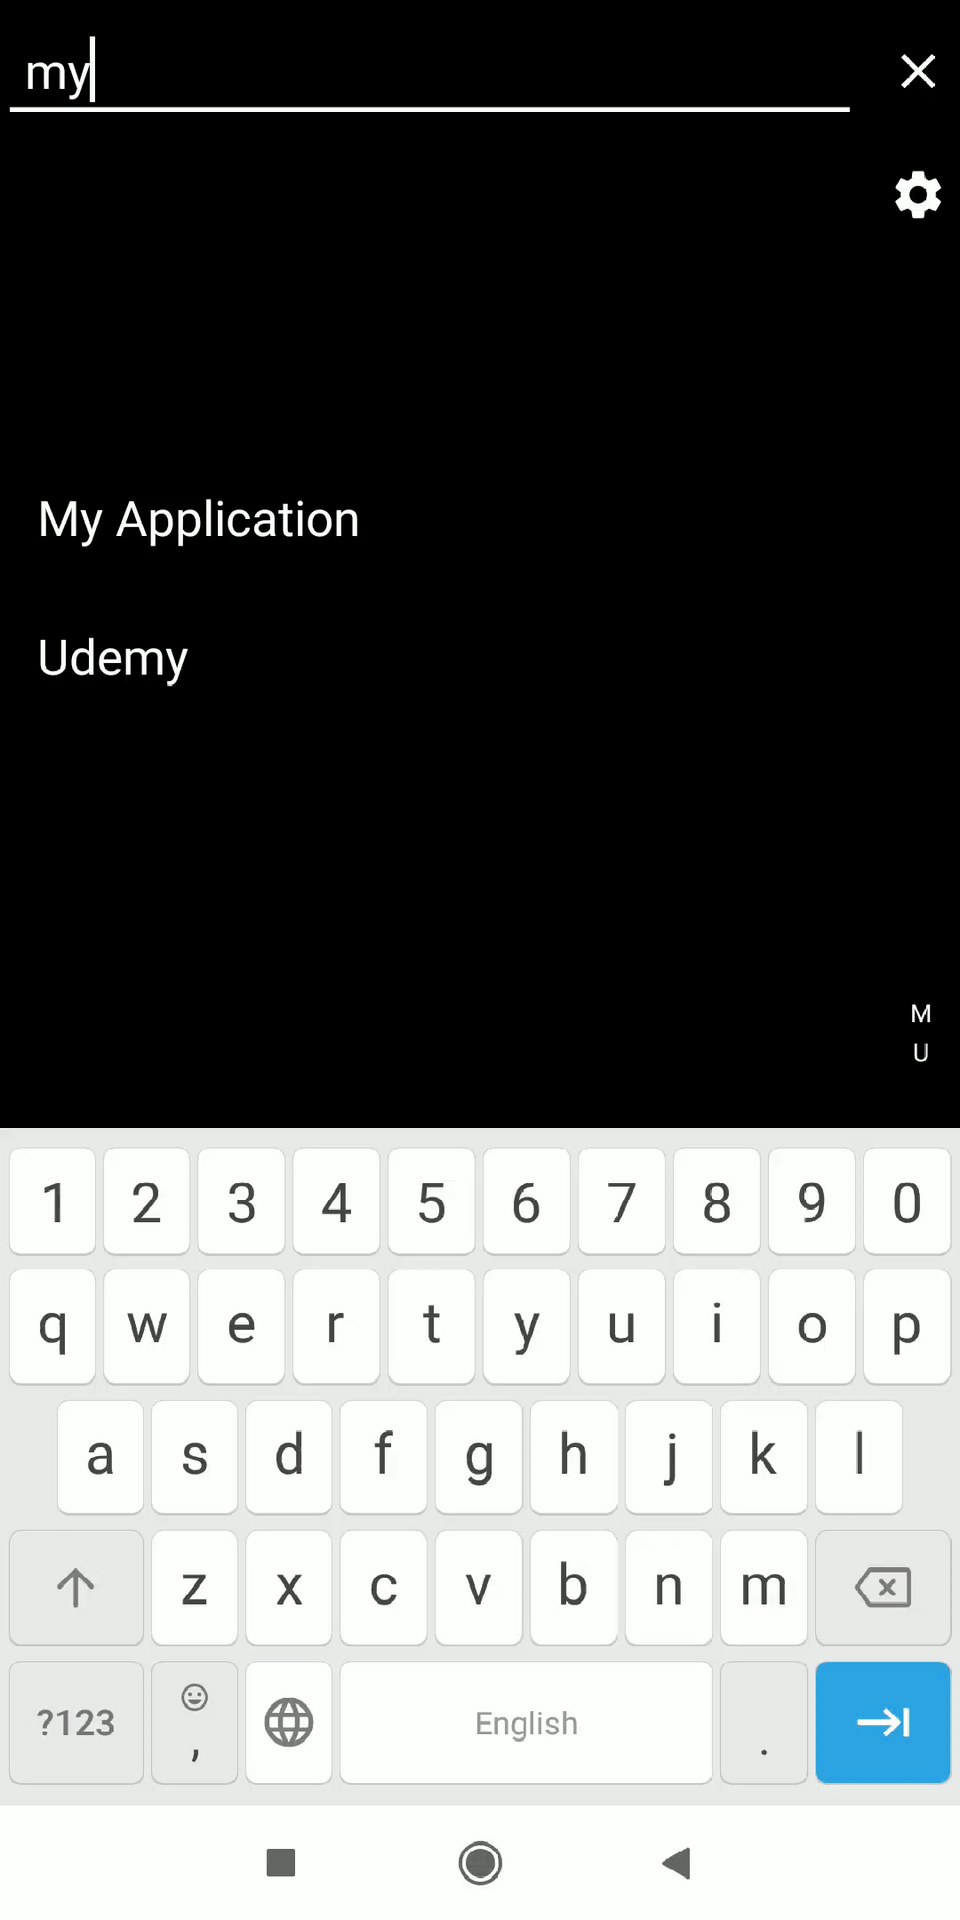 my
My Application
Udemy
M
U
1 2 3 4 5 6 7 8 9 0
q w e r t y u i o p
a s d f g h j k l
z x c v b n m
?123 , English .